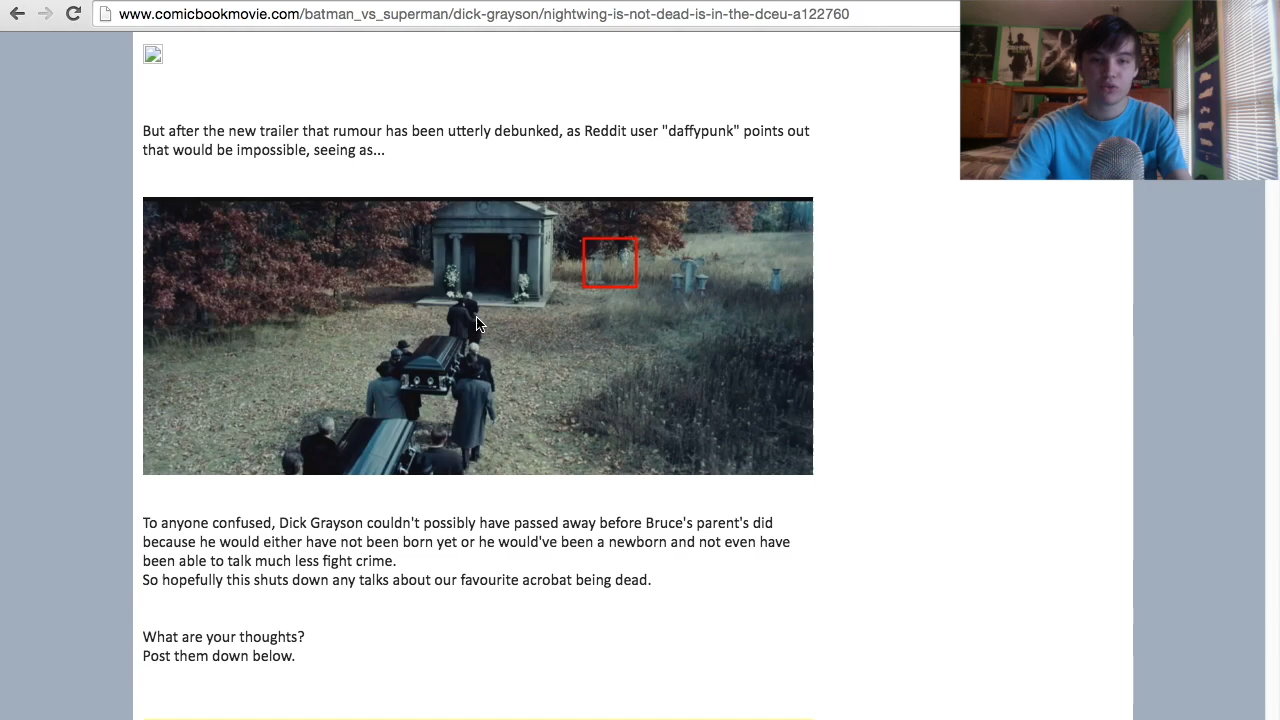 www.comicbookmovie.com/batman_vs_superman/dick-grayson/nightwing-is-not-dead-is-in-the-dceu-a122760
But after the new trailer that rumour has been utterly debunked, as Reddit user "daffypunk" points out
that would be impossible, seeing as...
To anyone confused, Dick Grayson couldn't possibly have passed away before Bruce's parent's did
because he would either have not been born yet or he would've been a newborn and not even have
been able to talk much less fight crime.
So hopefully this shuts down any talks about our favourite acrobat being dead.
What are your thoughts?
Post them down below.